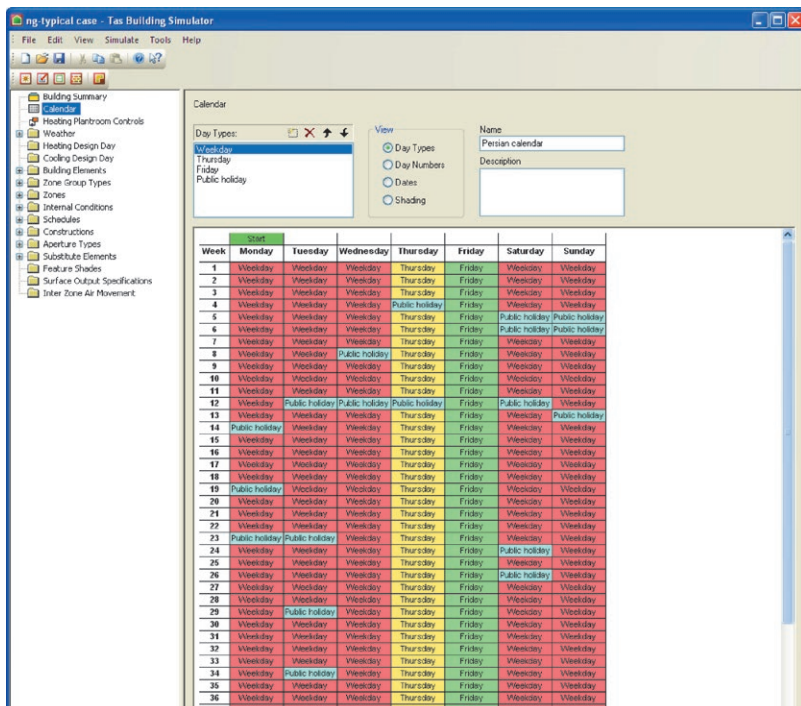 ng-typical case - Tas Building Simulator
File Edit View Simulate Tools Help
Building Summary
Calendar
Heating Plantroom Controls
Weather
Heating Design Day
Cooling Design Day
Building Elements
Zone Group Types
Zones
Internal Conditions
Schedules
Constructions
Aperture Types
Substitute Elements
Feature Shades
Surface Output Specifications
Inter Zone Air Movement
Calendar
Day Types:
Weekday
Thursday
Friday
Public holiday
View
Day Types
Day Numbers
Dates
Shading
Name
Persian calendar
Description
Start
Week Monday Tuesday Wednesday Thursday Friday Saturday Sunday
1 Weekday Weekday Weekday Thursday Friday Weekday Weekday
2 Weekday Weekday Weekday Thursday Friday Weekday Weekday
3 Weekday Weekday Weekday Thursday Friday Weekday Weekday
4 Weekday Weekday Weekday Public holiday Friday Weekday Weekday
5 Weekday Weekday Weekday Thursday Friday Public holiday Public holiday
6 Weekday Weekday Weekday Thursday Friday Public holiday Public holiday
7 Weekday Weekday Weekday Thursday Friday Weekday Weekday
8 Weekday Weekday Public holiday Thursday Friday Weekday Weekday
9 Weekday Weekday Weekday Thursday Friday Weekday Weekday
10 Weekday Weekday Weekday Thursday Friday Weekday Weekday
11 Weekday Weekday Weekday Thursday Friday Weekday Weekday
12 Weekday Public holiday Public holiday Public holiday Friday Public holiday Weekday
13 Weekday Weekday Weekday Thursday Friday Weekday Public holiday
14 Public holiday Weekday Weekday Thursday Friday Weekday Weekday
15 Weekday Weekday Weekday Thursday Friday Weekday Weekday
16 Weekday Weekday Weekday Thursday Friday Weekday Weekday
17 Weekday Weekday Weekday Thursday Friday Weekday Weekday
18 Weekday Weekday Weekday Thursday Friday Weekday Weekday
19 Public holiday Weekday Weekday Thursday Friday Weekday Weekday
20 Weekday Weekday Weekday Thursday Friday Weekday Weekday
21 Weekday Weekday Weekday Thursday Friday Weekday Weekday
22 Weekday Weekday Weekday Thursday Friday Weekday Weekday
23 Public holiday Public holiday Weekday Thursday Friday Weekday Weekday
24 Weekday Weekday Weekday Thursday Friday Public holiday Weekday
25 Weekday Weekday Weekday Thursday Friday Weekday Weekday
26 Weekday Weekday Weekday Thursday Friday Public holiday Weekday
27 Weekday Weekday Weekday Thursday Friday Weekday Weekday
28 Weekday Weekday Weekday Thursday Friday Weekday Weekday
29 Weekday Public holiday Weekday Thursday Friday Weekday Weekday
30 Weekday Weekday Weekday Thursday Friday Weekday Weekday
31 Weekday Weekday Weekday Thursday Friday Weekday Weekday
32 Weekday Weekday Weekday Thursday Friday Weekday Weekday
33 Weekday Weekday Weekday Thursday Friday Weekday Weekday
34 Weekday Public holiday Weekday Thursday Friday Weekday Weekday
35 Weekday Weekday Weekday Thursday Friday Weekday Weekday
36 Weekday Weekday Weekday Thursday Friday Weekday Weekday